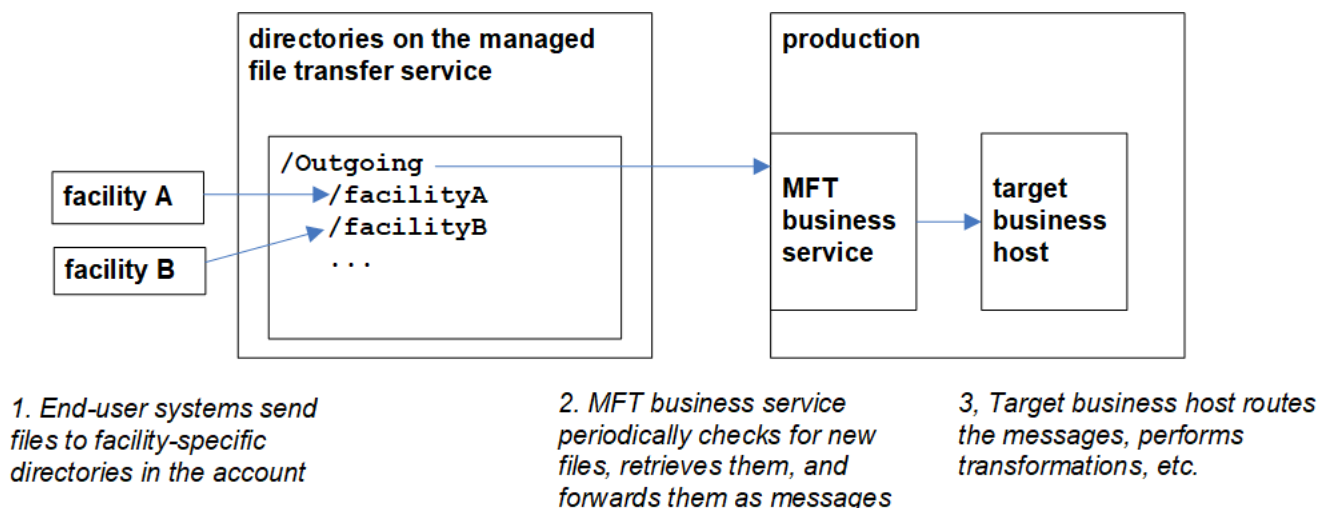 directories on the managed
file transfer service
production
/Outgoing
/facilityA
/facilityB
...
facility A
facility B
MFT
business
service
target
business
host
1. End-user systems send
files to facility-specific
directories in the account
2. MFT business service
periodically checks for new
files, retrieves them, and
forwards them as messages
3, Target business host routes
the messages, performs
transformations, etc.